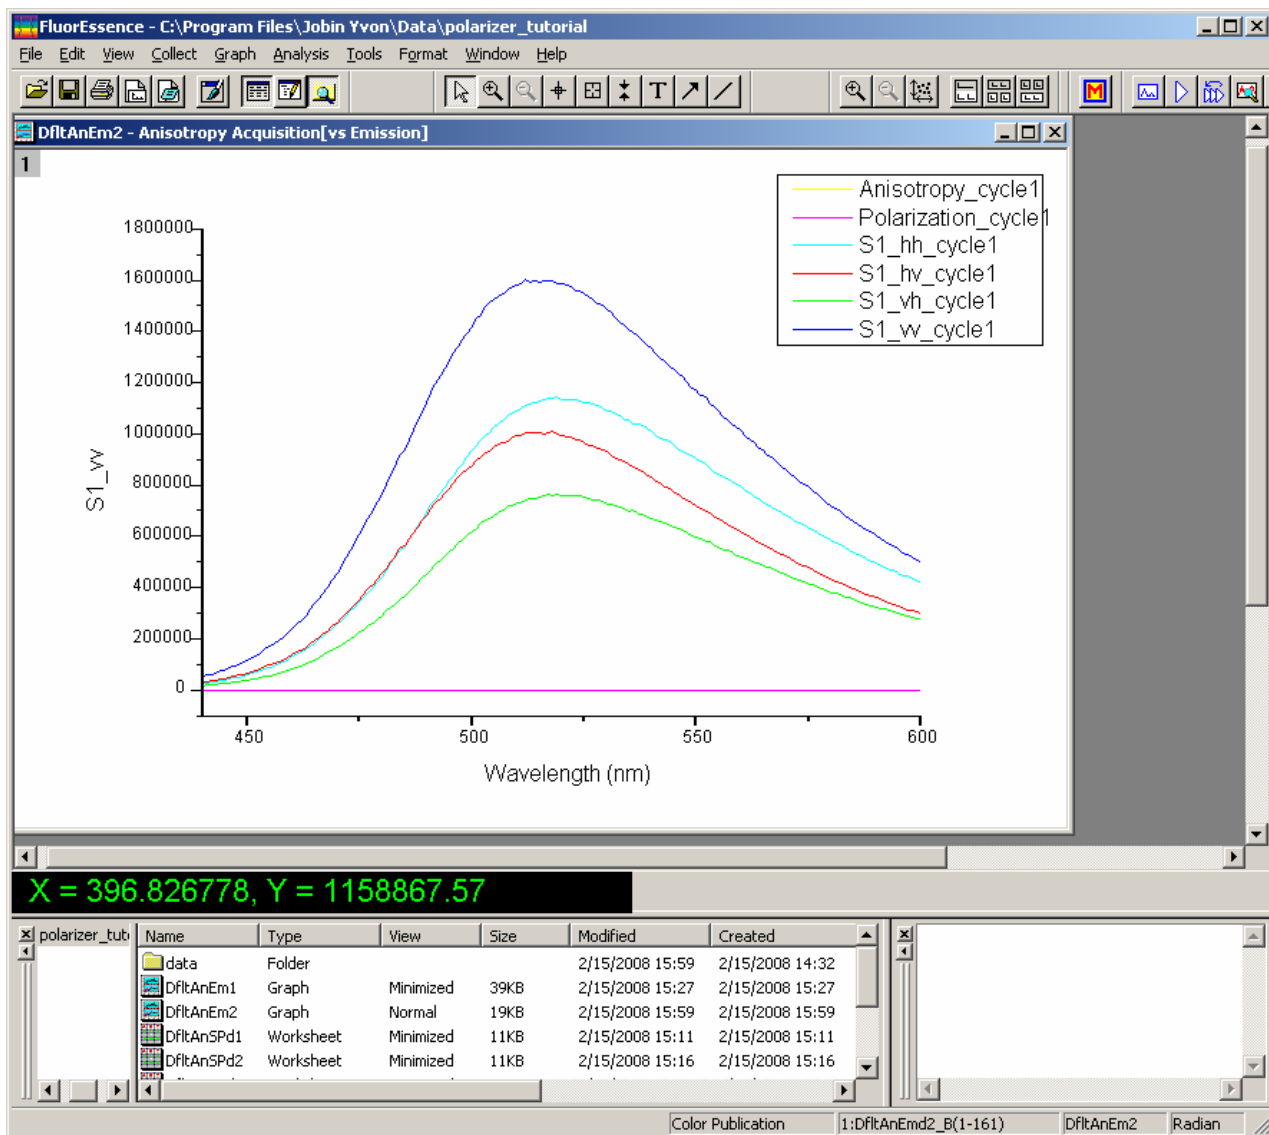 FluorEssence - C:\Program Files\Jobin Yvon\Data\polarizer_tutorial
File Edit View Collect Graph Analysis Tools Format Window Help
T M
DfltAnEm2 - Anisotropy Acquisition[vs Emission]
1
Anisotropy_cycle1
Polarization_cycle1
S1_hh_cycle1
S1_hv_cycle1
S1_vh_cycle1
S1_vv_cycle1
1800000
1600000
1400000
1200000
1000000
800000
600000
400000
200000
0
S1_vv
450 500 550 600
Wavelength (nm)
X = 396.826778, Y = 1158867.57
polarizer_tut
Name Type View Size Modified Created
data Folder 2/15/2008 15:59 2/15/2008 14:32
DfltAnEm1 Graph Minimized 39KB 2/15/2008 15:27 2/15/2008 15:27
DfltAnEm2 Graph Normal 19KB 2/15/2008 15:59 2/15/2008 15:59
DfltAnSPd1 Worksheet Minimized 11KB 2/15/2008 15:11 2/15/2008 15:11
DfltAnSPd2 Worksheet Minimized 11KB 2/15/2008 15:16 2/15/2008 15:16
Color Publication 1:DfltAnEmd2_B(1-161) DfltAnEm2 Radian